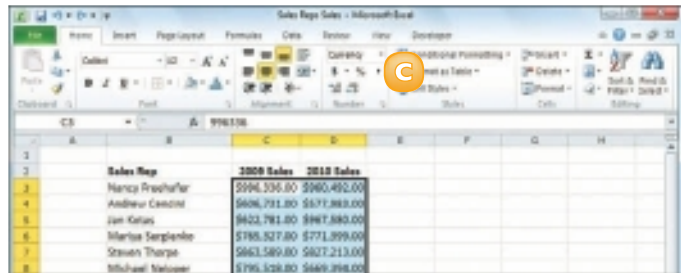 Sales Reps Sales - Microsoft Excel
File Home Insert Page Layout Formulas Data Review View Developer
Calibri
Currency
Conditional Formatting
Insert
Paste
Format as Table
Delete
Styles
Format
Sort & Filter
Find & Select
Clipboard Font Alignment Number Styles Cells Editing
C
C3 996336
A B C D E F G H
1
2 Sales Rep 2009 Sales 2010 Sales
3 Nancy Freehafer $996,336.00 $960,492.00
4 Andrew Cencini $606,731.00 $577,983.00
5 Jan Kotas $622,781.00 $967,580.00
6 Mariya Sergienko $765,327.00 $771,399.00
7 Steven Thorpe $863,589.00 $827,213.00
8 Michael Neipper $795,518.00 $669,394.00